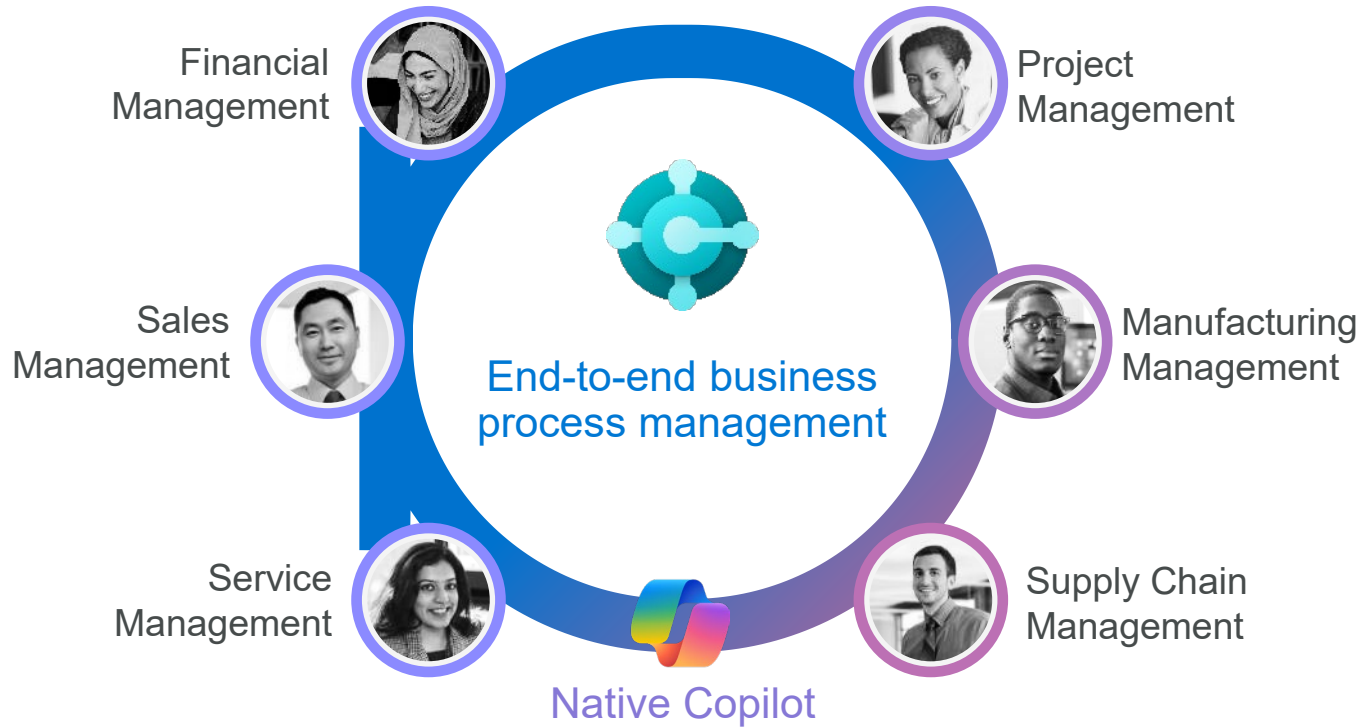 Financial
Management
Project
Management
Sales
Management
End-to-end business
process management
Manufacturing
Management
Service
Management
Supply Chain
Management
Native Copilot